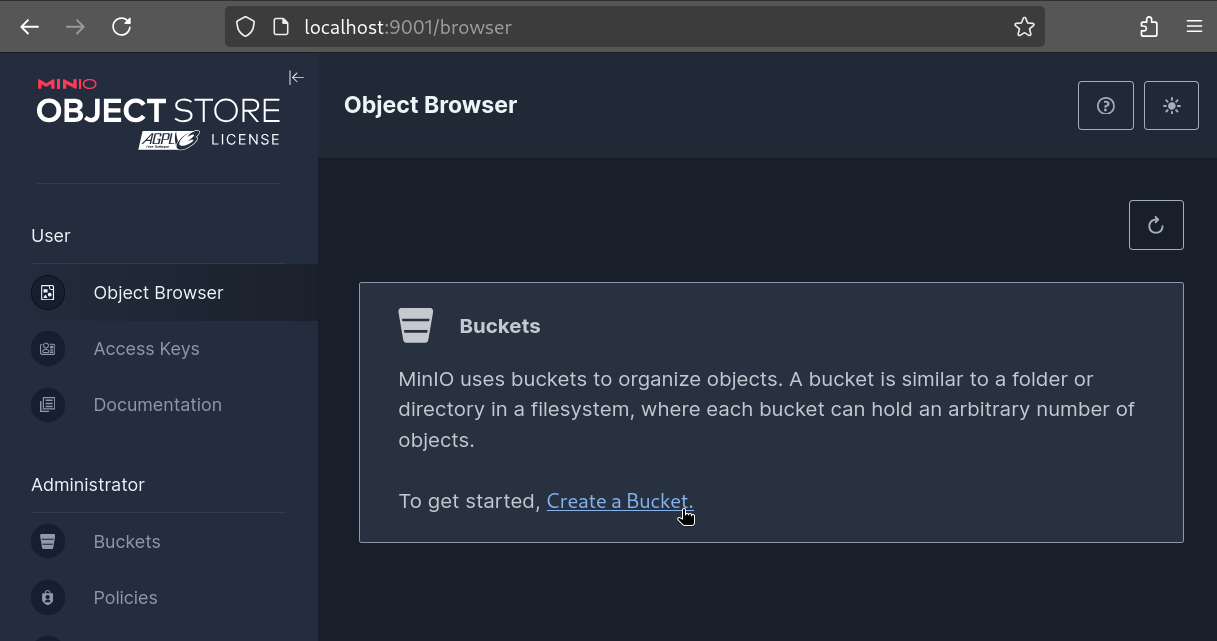 localhost:9001/browser
MINIO
OBJECT STORE
AGPLv3 LICENSE
Object Browser
User
Object Browser
Access Keys
Documentation
Administrator
Buckets
Policies
Buckets
MinIO uses buckets to organize objects. A bucket is similar to a folder or
directory in a filesystem, where each bucket can hold an arbitrary number of
objects.
To get started, Create a Bucket.